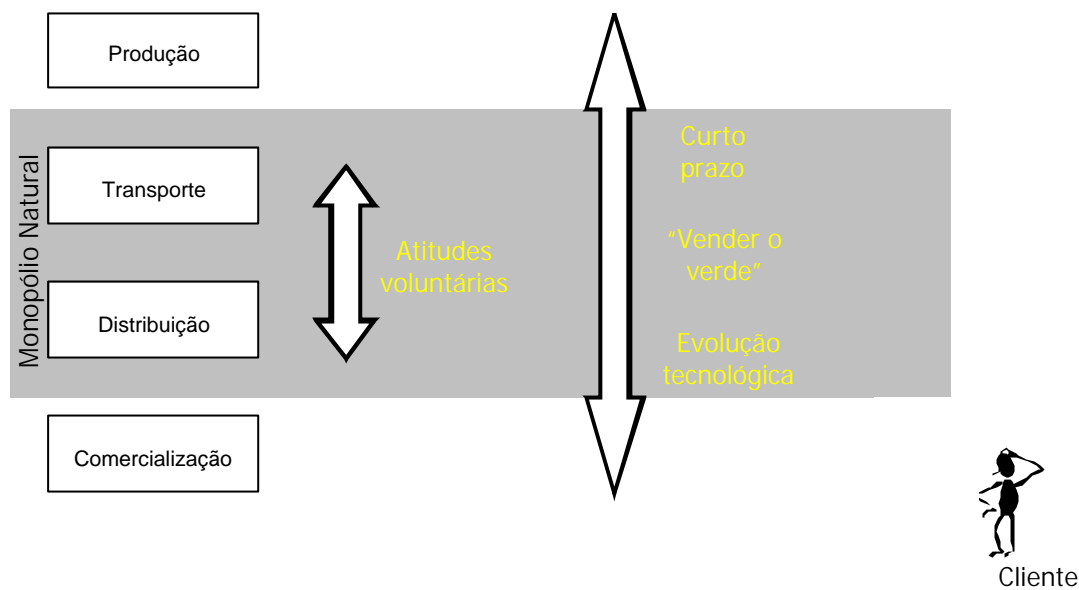 Produção
Monopólio Natural
Transporte
Distribuição
Comercialização
Atitudes
voluntárias
Curto
prazo
“Vender o
verde”
Evolução
tecnológica
Cliente